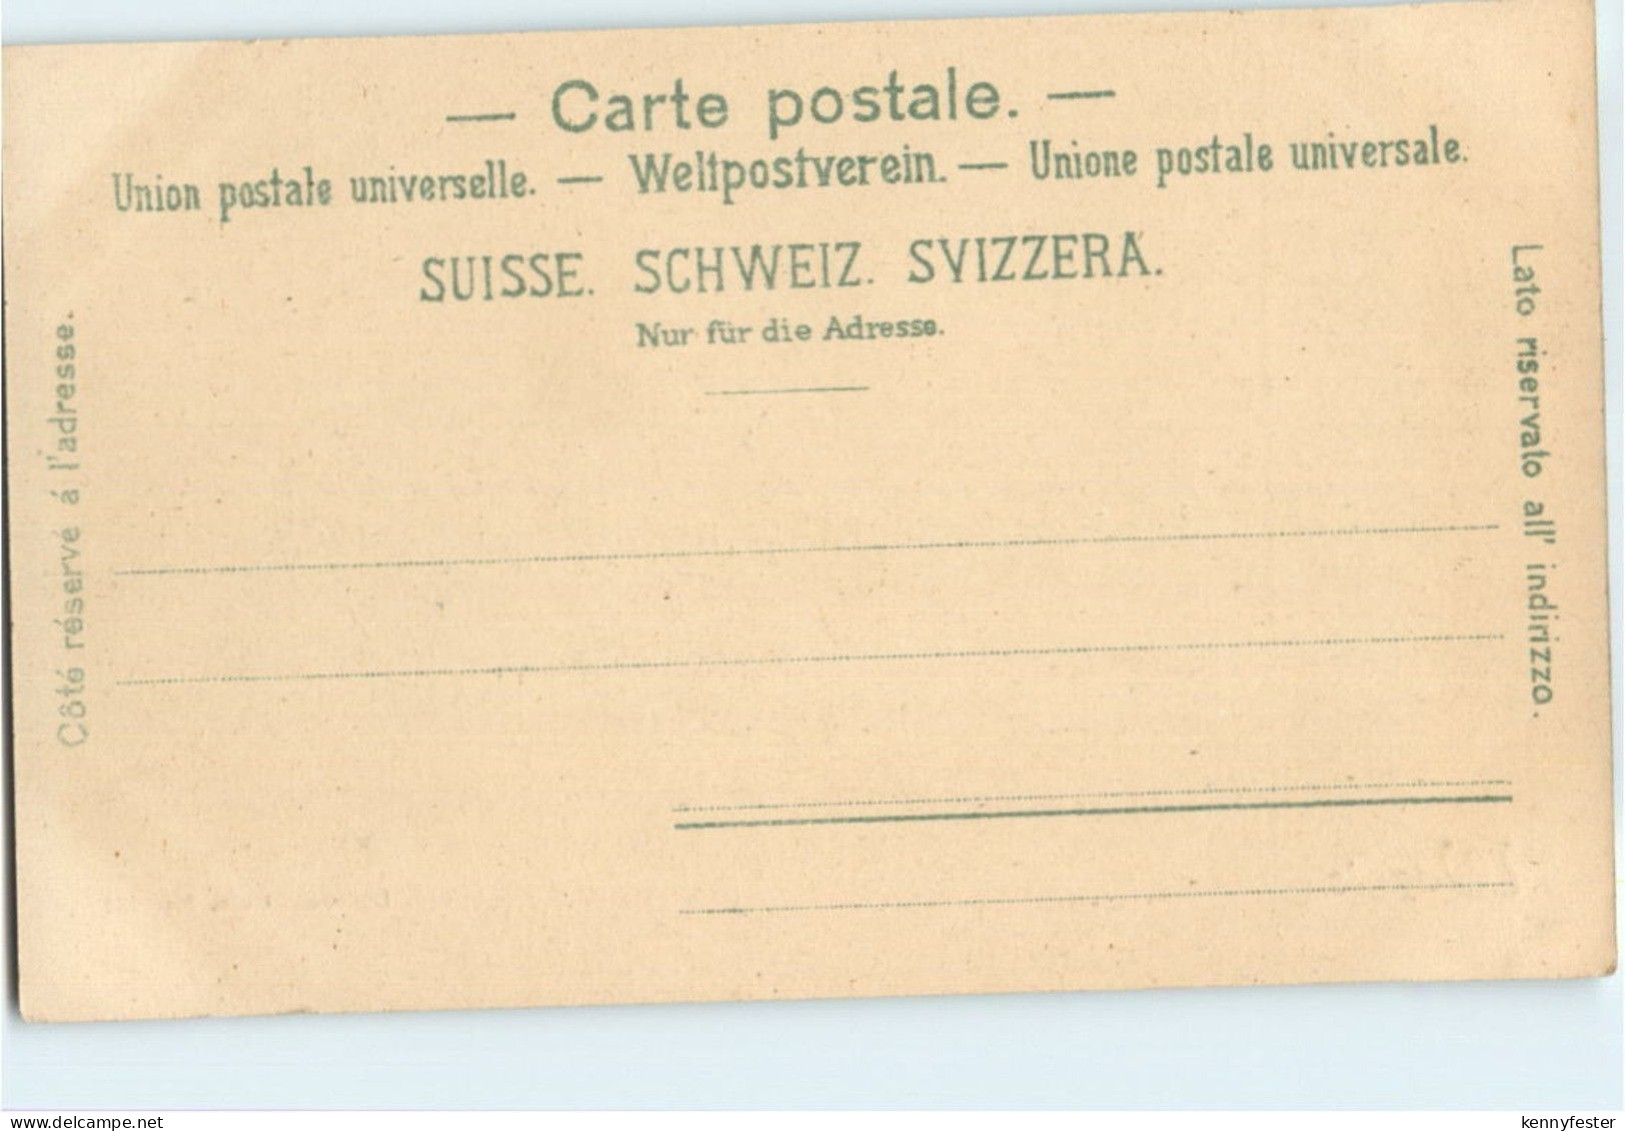 — Carte postale. —
Union postale universelle. — Weltpostverein. — Unione postale universale.
SUISSE. SCHWEIZ. SVIZZERA.
Nur für die Adresse.
Côté réservé á l'adresse.
Lato riservato all' indirizzo.
www.delcampe.net
kennyfester